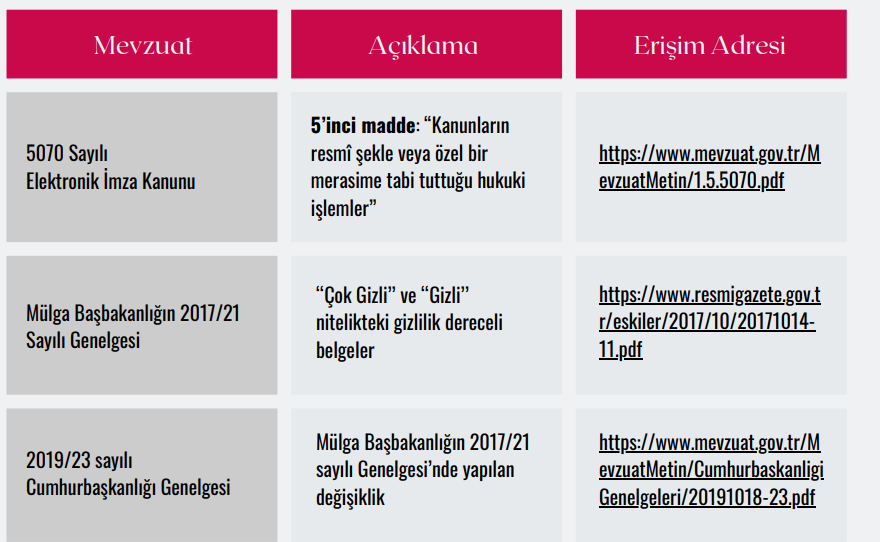 Mevzuat
Açıklama
Erişim Adresi
5070 Sayılı
Elektronik İmza Kanunu
5’inci madde: “Kanunların
resmî şekle veya özel bir
merasime tabi tuttuğu hukuki
işlemler”
https://www.mevzuat.gov.tr/M
evzuatMetin/1.5.5070.pdf
Mülga Başbakanlığın 2017/21
Sayılı Genelgesi
“Çok Gizli” ve “Gizli”
nitelikteki gizlilik dereceli
belgeler
https://www.resmigazete.gov.t
r/eskiler/2017/10/20171014-
11.pdf
2019/23 sayılı
Cumhurbaşkanlığı Genelgesi
Mülga Başbakanlığın 2017/21
sayılı Genelgesi’nde yapılan
değişiklik
https://www.mevzuat.gov.tr/M
evzuatMetin/Cumhurbaskanligi
Genelgeleri/20191018-23.pdf